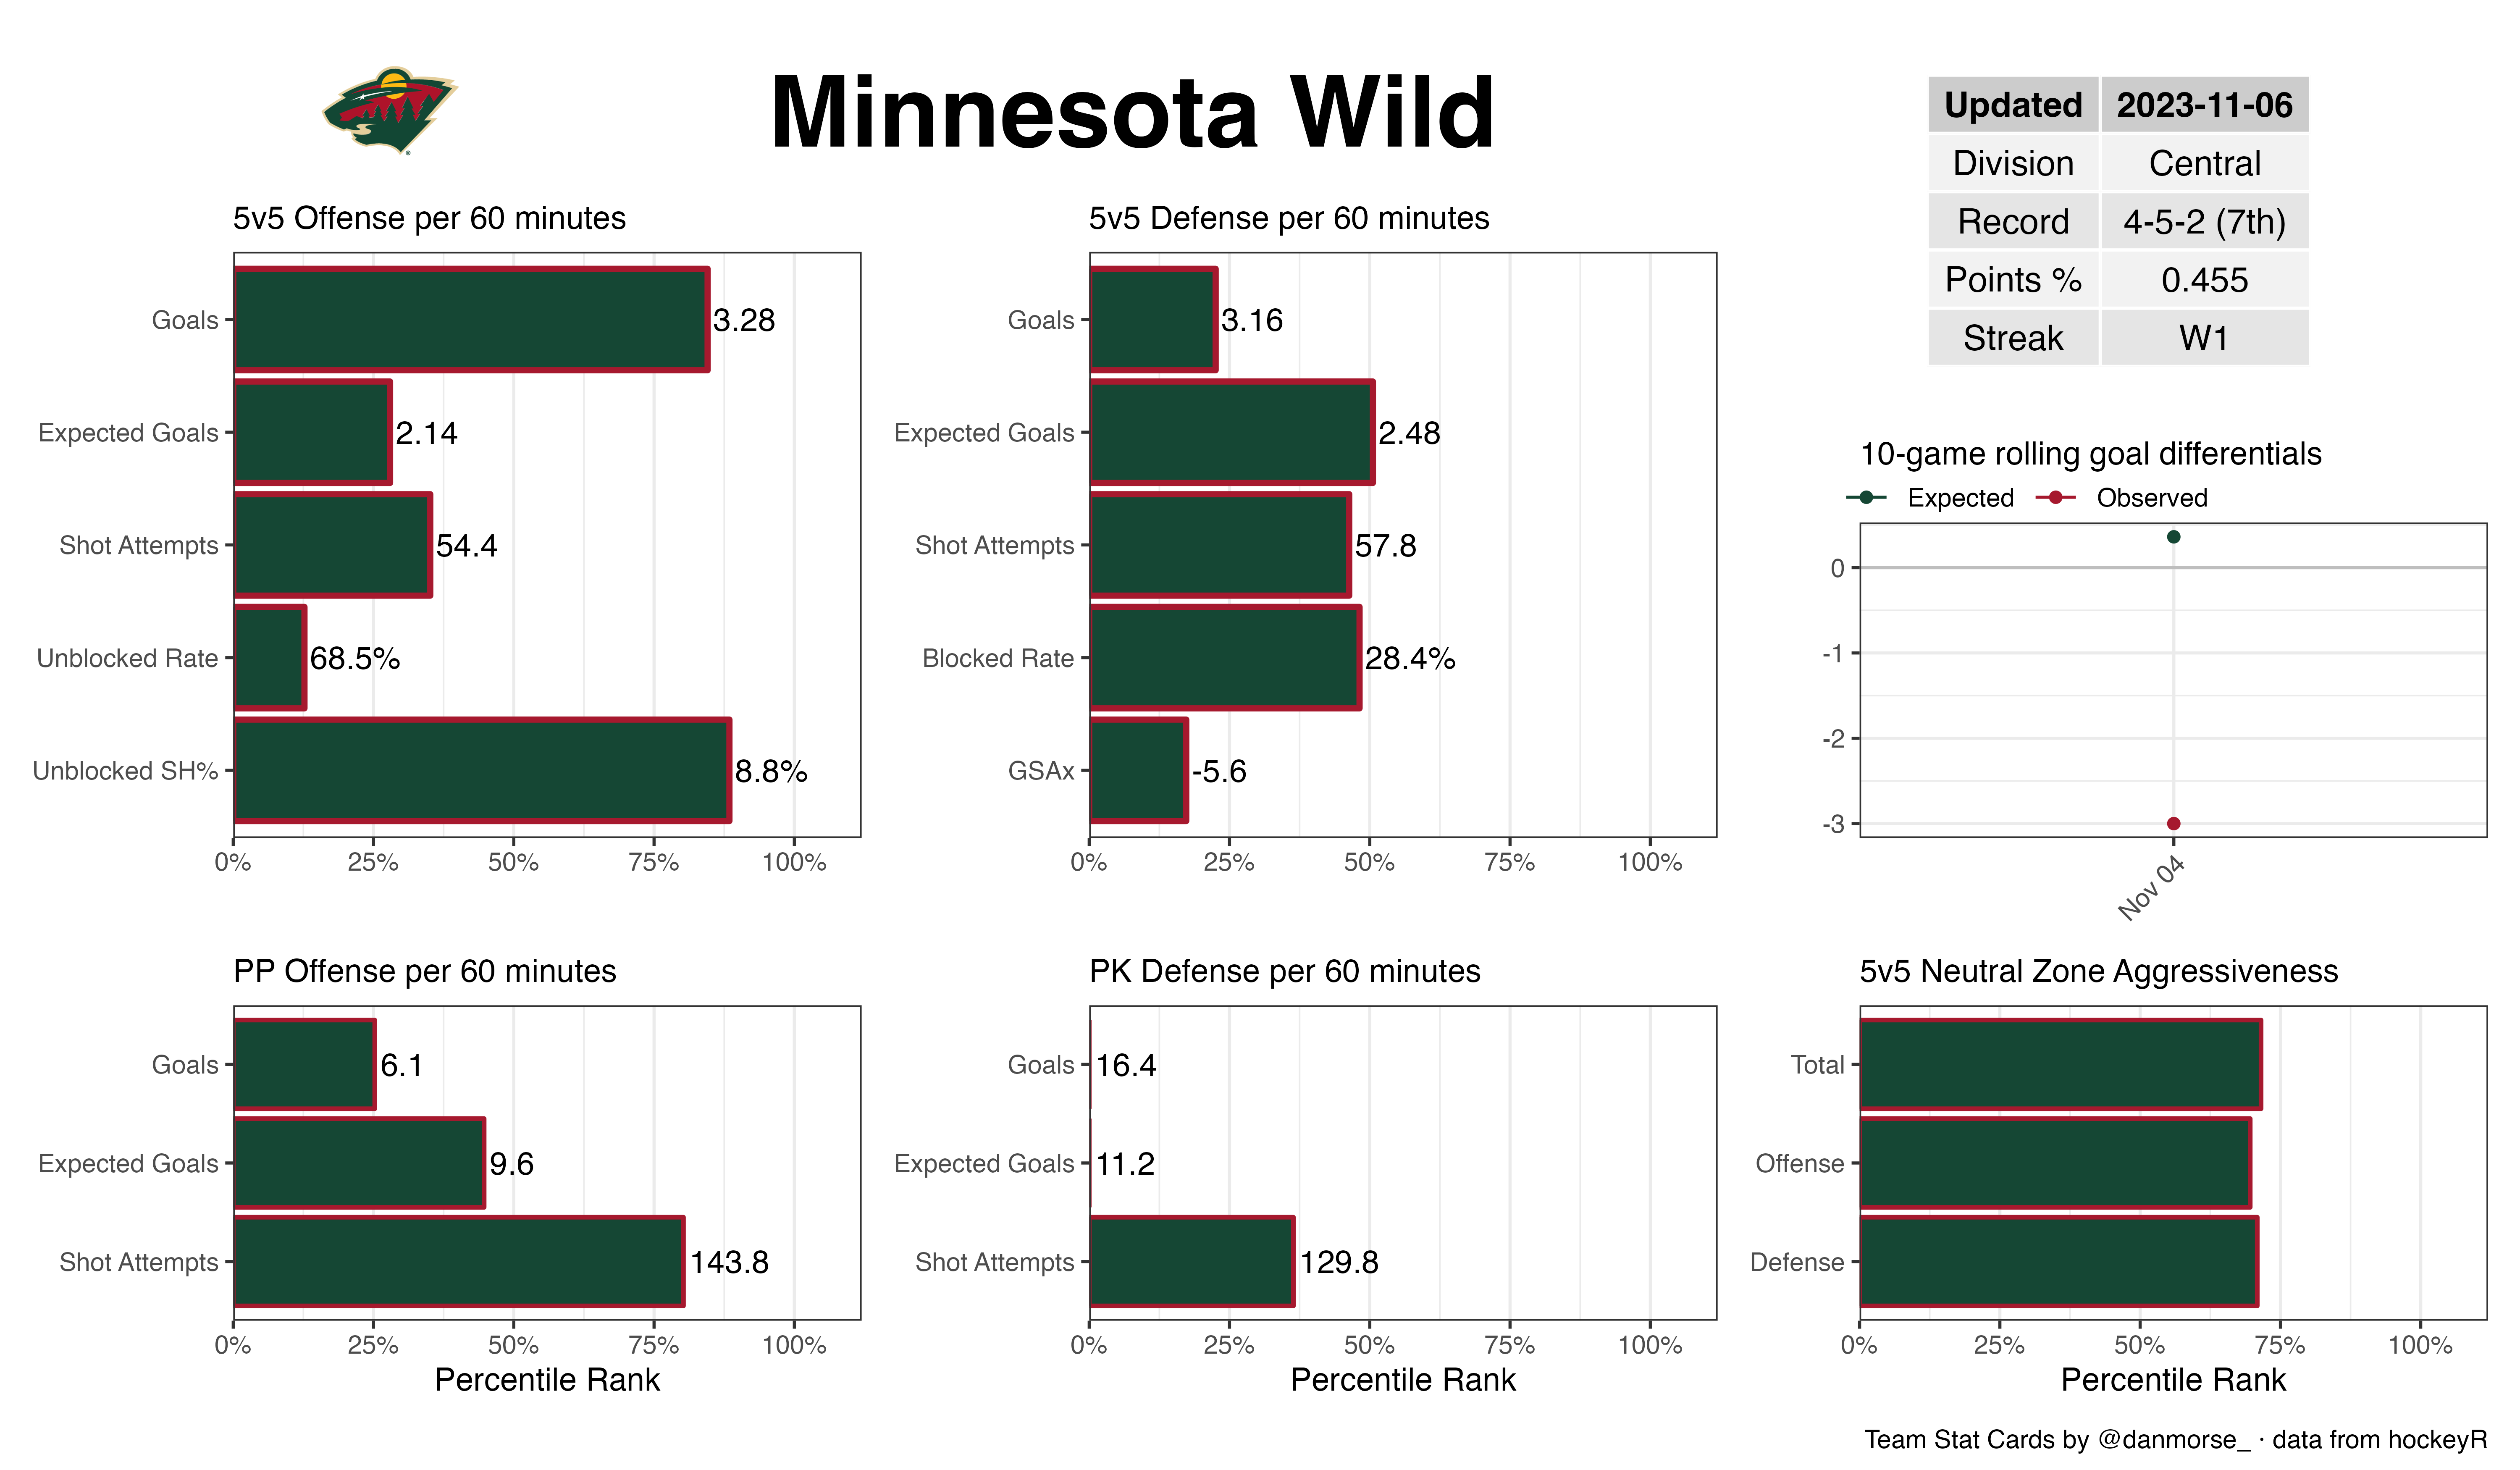 Minnesota Wild
Updated 2023-11-06
Division Central
Record 4-5-2 (7th)
Points % 0.455
Streak W1
5v5 Offense per 60 minutes
Goals 3.28
Expected Goals 2.14
Shot Attempts 54.4
Unblocked Rate 68.5%
Unblocked SH% 8.8%
0% 25% 50% 75% 100%
5v5 Defense per 60 minutes
Goals 3.16
Expected Goals 2.48
Shot Attempts 57.8
Blocked Rate 28.4%
GSAx -5.6
0% 25% 50% 75% 100%
10-game rolling goal differentials
Expected Observed
0
-1
-2
-3
Nov 04
PP Offense per 60 minutes
Goals 6.1
Expected Goals 9.6
Shot Attempts 143.8
0% 25% 50% 75% 100%
Percentile Rank
PK Defense per 60 minutes
Goals 16.4
Expected Goals 11.2
Shot Attempts 129.8
0% 25% 50% 75% 100%
Percentile Rank
5v5 Neutral Zone Aggressiveness
Total
Offense
Defense
0% 25% 50% 75% 100%
Percentile Rank
Team Stat Cards by @danmorse_ · data from hockeyR